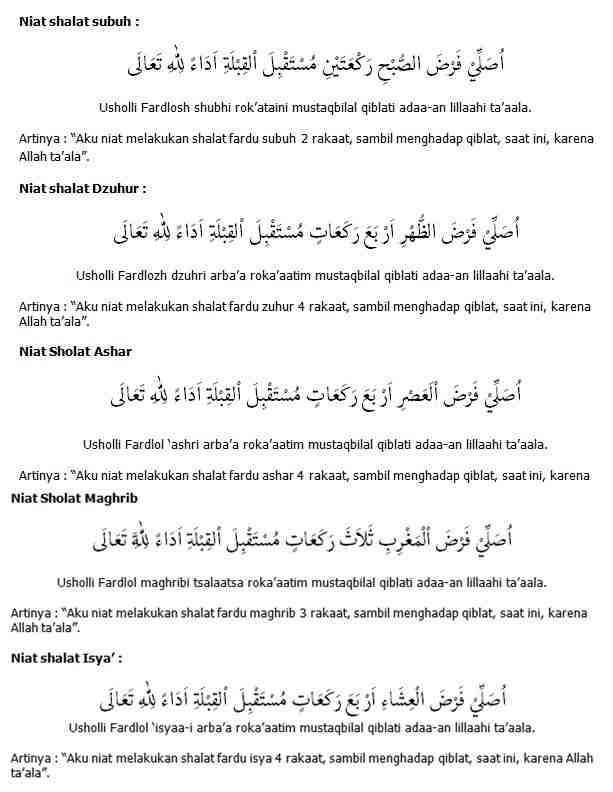 Niat shalat subuh :
اُصَلِّيْ فَرْضَ الصُّبْحِ رَكْعَتَيْنِ مُسْتَقْبِلَ اْلقِبْلَةِ اَدَاءً لِلّٰهِ تَعَالَى
Usholli Fardlosh shubhi rok’ataini mustaqbilal qiblati adaa-an lillaahi ta’aala.
Artinya : “Aku niat melakukan shalat fardu subuh 2 rakaat, sambil menghadap qiblat, saat ini, karena
Allah ta’ala”.
Niat shalat Dzuhur :
اُصَلِّيْ فَرْضَ الظُّهْرِ اَرْبَعَ رَكَعَاتٍ مُسْتَقْبِلَ اْلقِبْلَةِ اَدَاءً لِلّٰهِ تَعَالَى
Usholli Fardlozh dzuhri arba’a roka’aatim mustaqbilal qiblati adaa-an lillaahi ta’aala.
Artinya : “Aku niat melakukan shalat fardu zuhur 4 rakaat, sambil menghadap qiblat, saat ini, karena
Allah ta’ala”.
Niat Sholat Ashar
اُصَلِّيْ فَرْضَ اْلعَصْرِ اَرْبَعَ رَكَعَاتٍ مُسْتَقْبِلَ اْلقِبْلَةِ اَدَاءً لِلّٰهِ تَعَالَى
Usholli Fardlol ‘ashri arba’a roka’aatim mustaqbilal qiblati adaa-an lillaahi ta’aala.
Artinya : “Aku niat melakukan shalat fardu ashar 4 rakaat, sambil menghadap qiblat, saat ini, karena
Niat Sholat Maghrib
اُصَلِّيْ فَرْضَ اْلمَغْرِبِ ثَلاَثَ رَكَعَاتٍ مُسْتَقْبِلَ اْلقِبْلَةِ اَدَاءً لِلّٰهِ تَعَالَى
Usholli Fardlol maghribi tsalaatsa roka’aatim mustaqbilal qiblati adaa-an lillaahi ta’aala.
Artinya : “Aku niat melakukan shalat fardu maghrib 3 rakaat, sambil menghadap qiblat, saat ini, karena
Allah ta’ala”.
Niat shalat Isya’ :
اُصَلِّيْ فَرْضَ الْعِشَاءِ اَرْبَعَ رَكَعَاتٍ مُسْتَقْبِلَ اْلقِبْلَةِ اَدَاءً لِلّٰهِ تَعَالَى
Usholli Fardlol ‘isyaa-i arba’a roka’aatim mustaqbilal qiblati adaa-an lillaahi ta’aala.
Artinya : “Aku niat melakukan shalat fardu isya 4 rakaat, sambil menghadap qiblat, saat ini, karena Allah
ta’ala”.